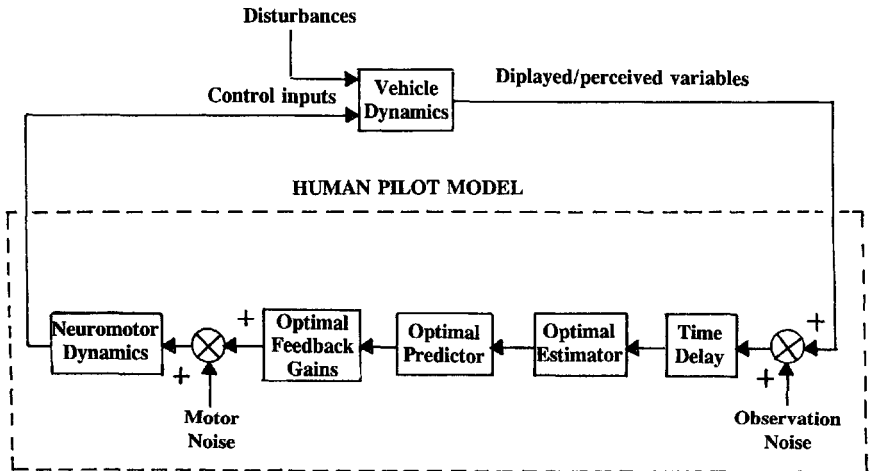 Disturbances
Control inputs
Vehicle
Dynamics
Diplayed/perceived variables
HUMAN PILOT MODEL
Neuromotor
Dynamics
+
+
Motor
Noise
Optimal
Feedback
Gains
Optimal
Predictor
Optimal
Estimator
Time
Delay
+
+
Observation
Noise